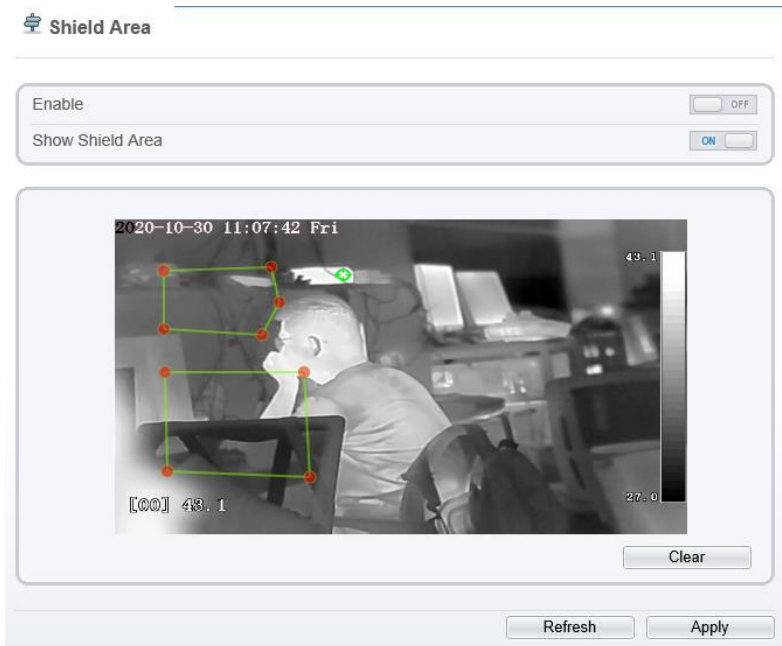 Shield Area
Enable
OFF
Show Shield Area
ON
2020-10-30 11:07:42 Fri
43.1
27.0
[00] 43.1
Clear
Refresh
Apply